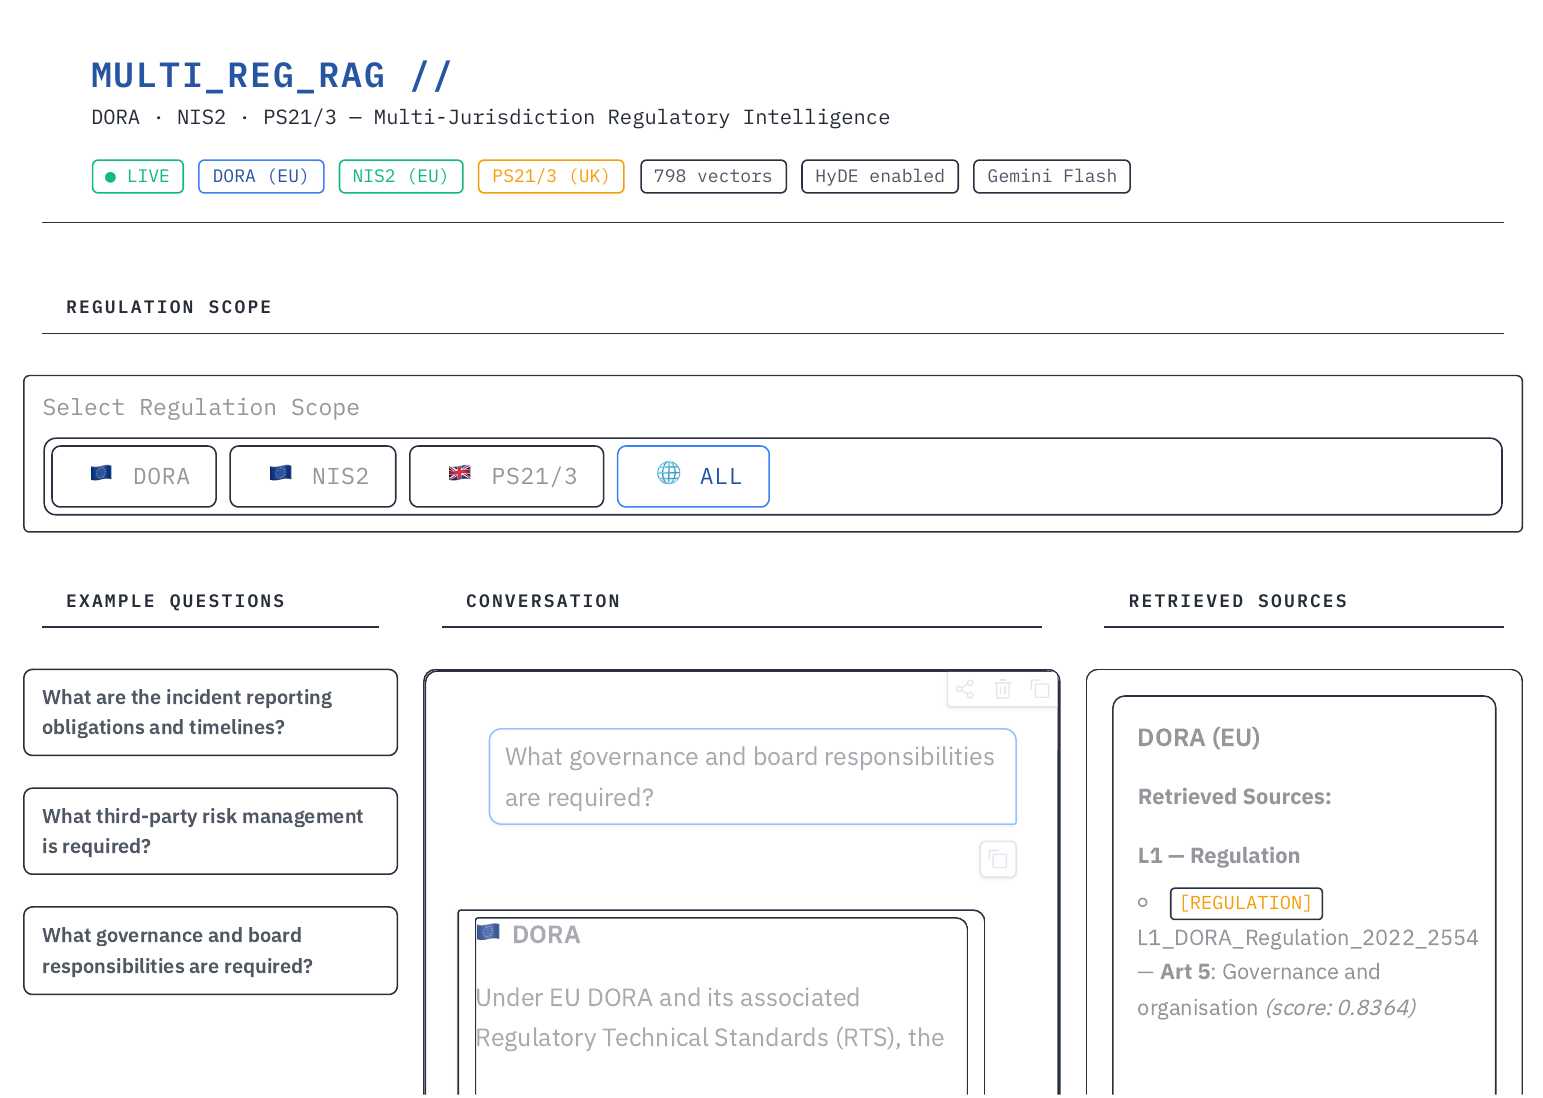 MULTI_REG_RAG //
DORA · NIS2 · PS21/3 — Multi-Jurisdiction Regulatory Intelligence
● LIVE
DORA (EU)
NIS2 (EU)
PS21/3 (UK)
798 vectors
HyDE enabled
Gemini Flash
REGULATION SCOPE
Select Regulation Scope
DORA
NIS2
PS21/3
ALL
EXAMPLE QUESTIONS
What are the incident reporting
obligations and timelines?
What third-party risk management
is required?
What governance and board
responsibilities are required?
CONVERSATION
What governance and board responsibilities
are required?
DORA
Under EU DORA and its associated
Regulatory Technical Standards (RTS), the
RETRIEVED SOURCES
DORA (EU)
Retrieved Sources:
L1 — Regulation
[REGULATION]
L1_DORA_Regulation_2022_2554
— Art 5: Governance and
organisation (score: 0.8364)